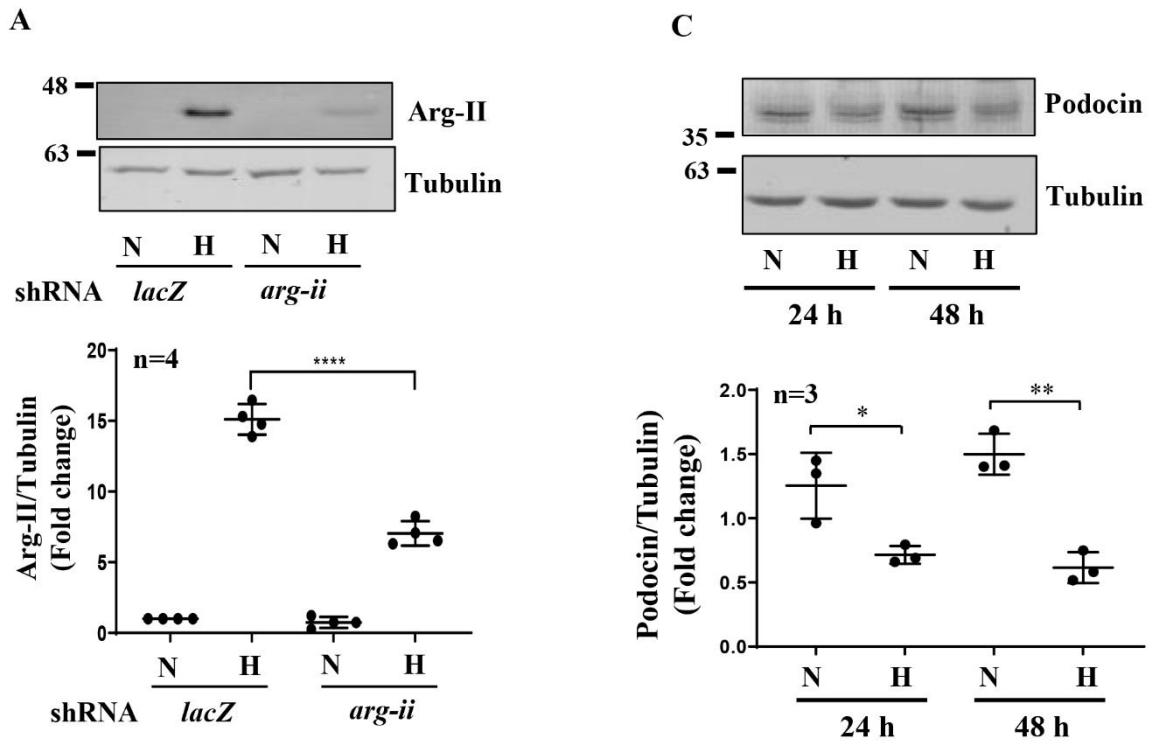 A
48
Arg-II
63
Tubulin
N H N H
shRNA lacZ arg-ii
n=4
****
Arg-II/Tubulin
(Fold change)
20
15
10
5
0
N H N H
shRNA lacZ arg-ii
C
Podocin
35
63
Tubulin
N H N H
24 h 48 h
n=3
* **
Podocin/Tubulin)
(Fold change)
2.0
1.5
1.0
0.5
0.0
N H N H
24 h 48 h